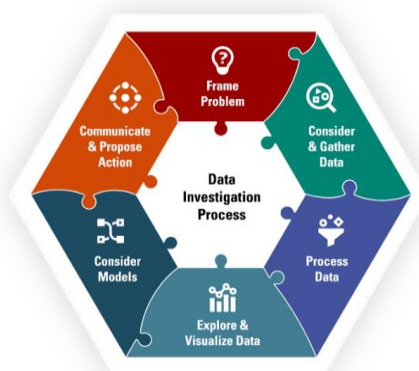 Frame
Problem
Consider
& Gather
Data
Process
Data
Explore &
Visualize Data
Consider
Models
Communicate
& Propose
Action
Data
Investigation
Process